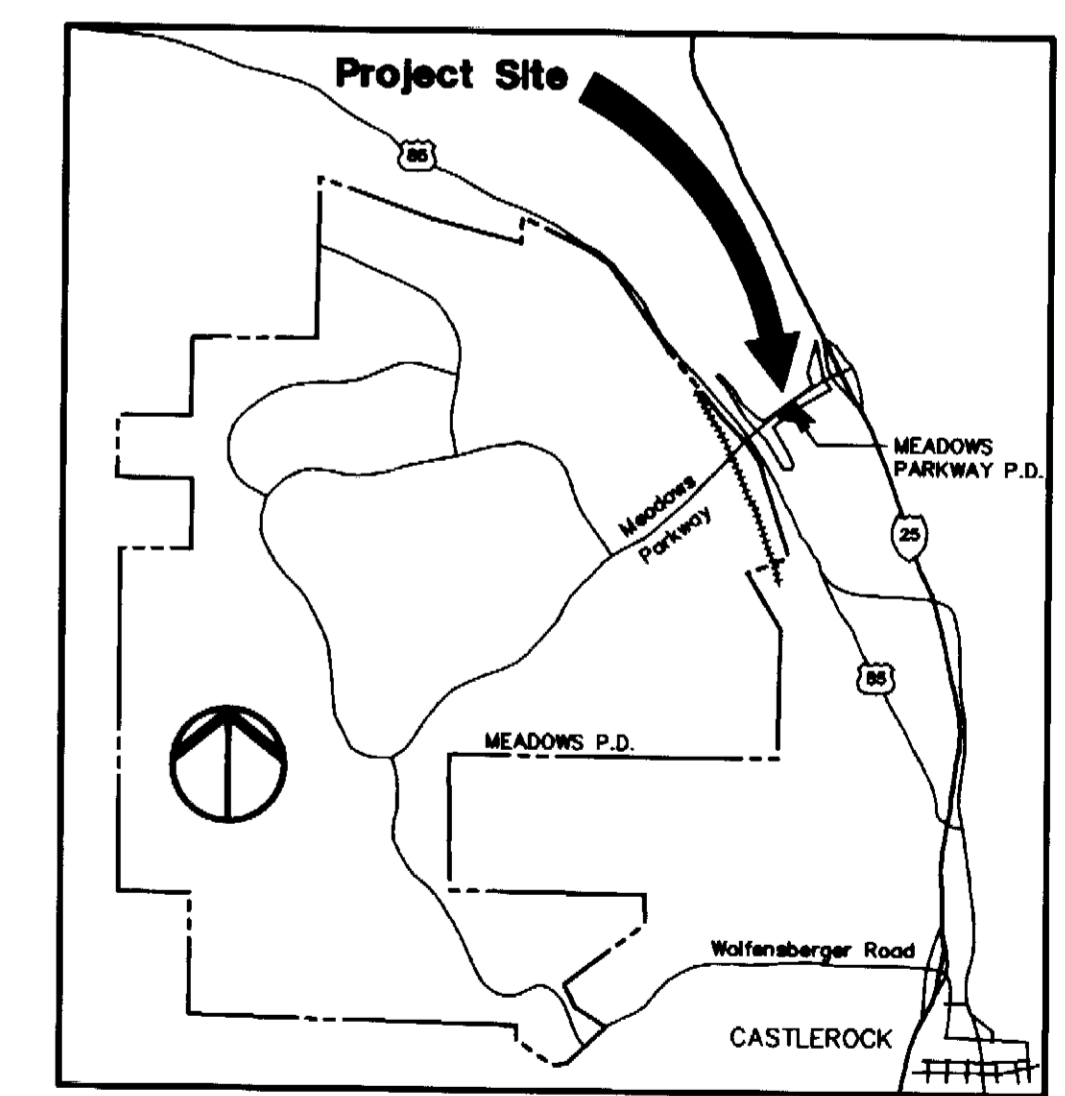 Project Site
85
MEADOWS
PARKWAY P.D.
Meadows
Parkway
25
85
MEADOWS P.D.
Wolfensberger Road
CASTLEROCK